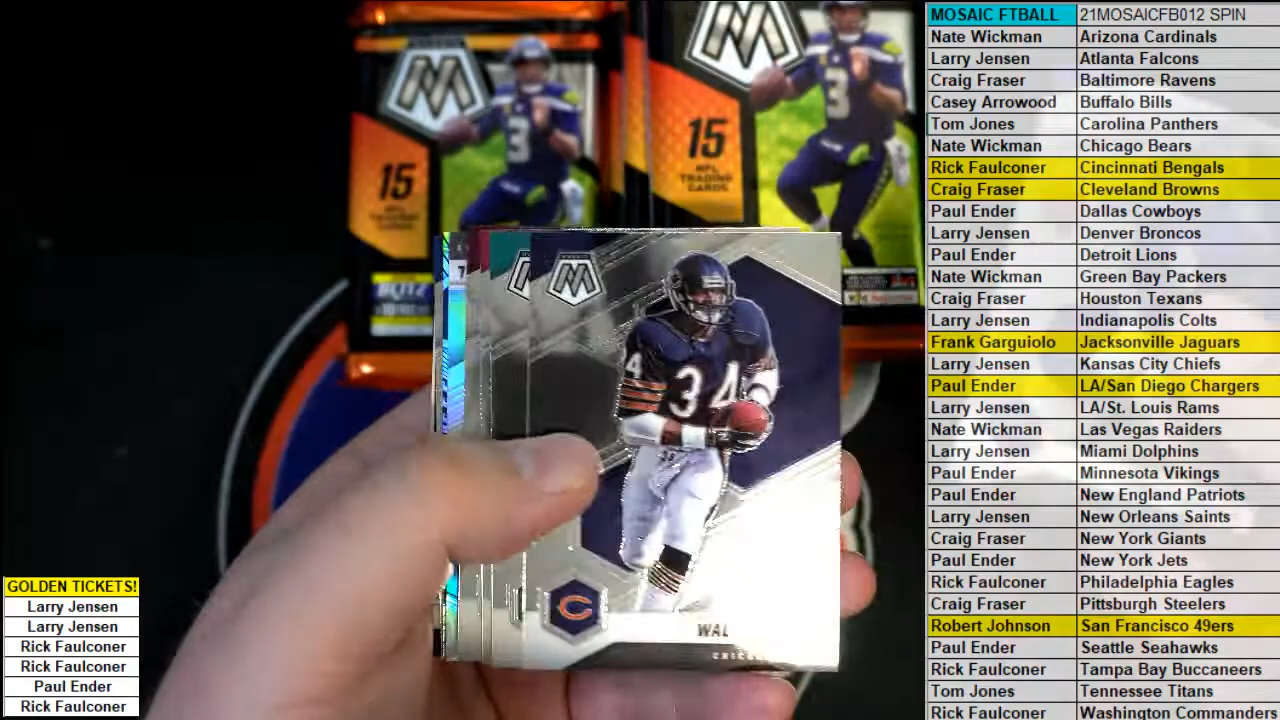 MOSAIC FTBALL 21MOSAICFB012 SPIN
Nate Wickman Arizona Cardinals
Larry Jensen Atlanta Falcons
Craig Fraser Baltimore Ravens
Casey Arrowood Buffalo Bills
Tom Jones Carolina Panthers
Nate Wickman Chicago Bears
Rick Faulconer Cincinnati Bengals
Craig Fraser Cleveland Browns
Paul Ender Dallas Cowboys
Larry Jensen Denver Broncos
Paul Ender Detroit Lions
Nate Wickman Green Bay Packers
Craig Fraser Houston Texans
Larry Jensen Indianapolis Colts
Frank Garguiolo Jacksonville Jaguars
Larry Jensen Kansas City Chiefs
Paul Ender LA/San Diego Chargers
Larry Jensen LA/St. Louis Rams
Nate Wickman Las Vegas Raiders
Larry Jensen Miami Dolphins
Paul Ender Minnesota Vikings
Paul Ender New England Patriots
Larry Jensen New Orleans Saints
Craig Fraser New York Giants
Paul Ender New York Jets
Rick Faulconer Philadelphia Eagles
Craig Fraser Pittsburgh Steelers
Robert Johnson San Francisco 49ers
Paul Ender Seattle Seahawks
Rick Faulconer Tampa Bay Buccaneers
Tom Jones Tennessee Titans
Rick Faulconer Washington Commanders
GOLDEN TICKETS!
Larry Jensen
Larry Jensen
Rick Faulconer
Rick Faulconer
Paul Ender
Rick Faulconer
15
15
NFL
TRADING
CARDS
3
3
M
34
4
C
WAL